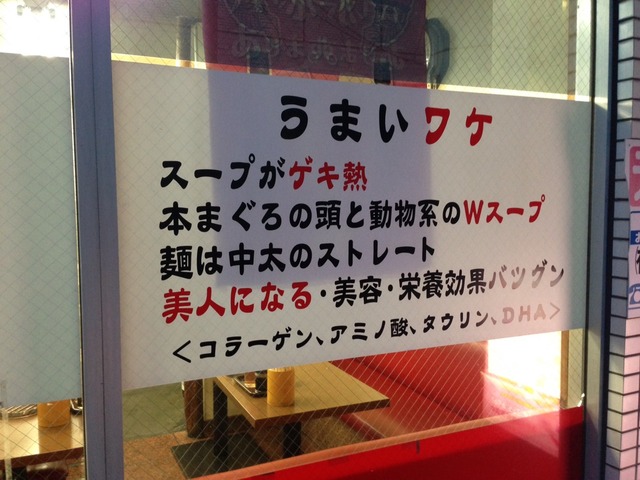 うまいワケ
スープがゲキ熱
本まぐろの頭と動物系のWスープ
麺は中太のストレート
美人になる・美容・栄養効果バツグン
＜コラーゲン、アミノ酸、タウリン、DHA＞